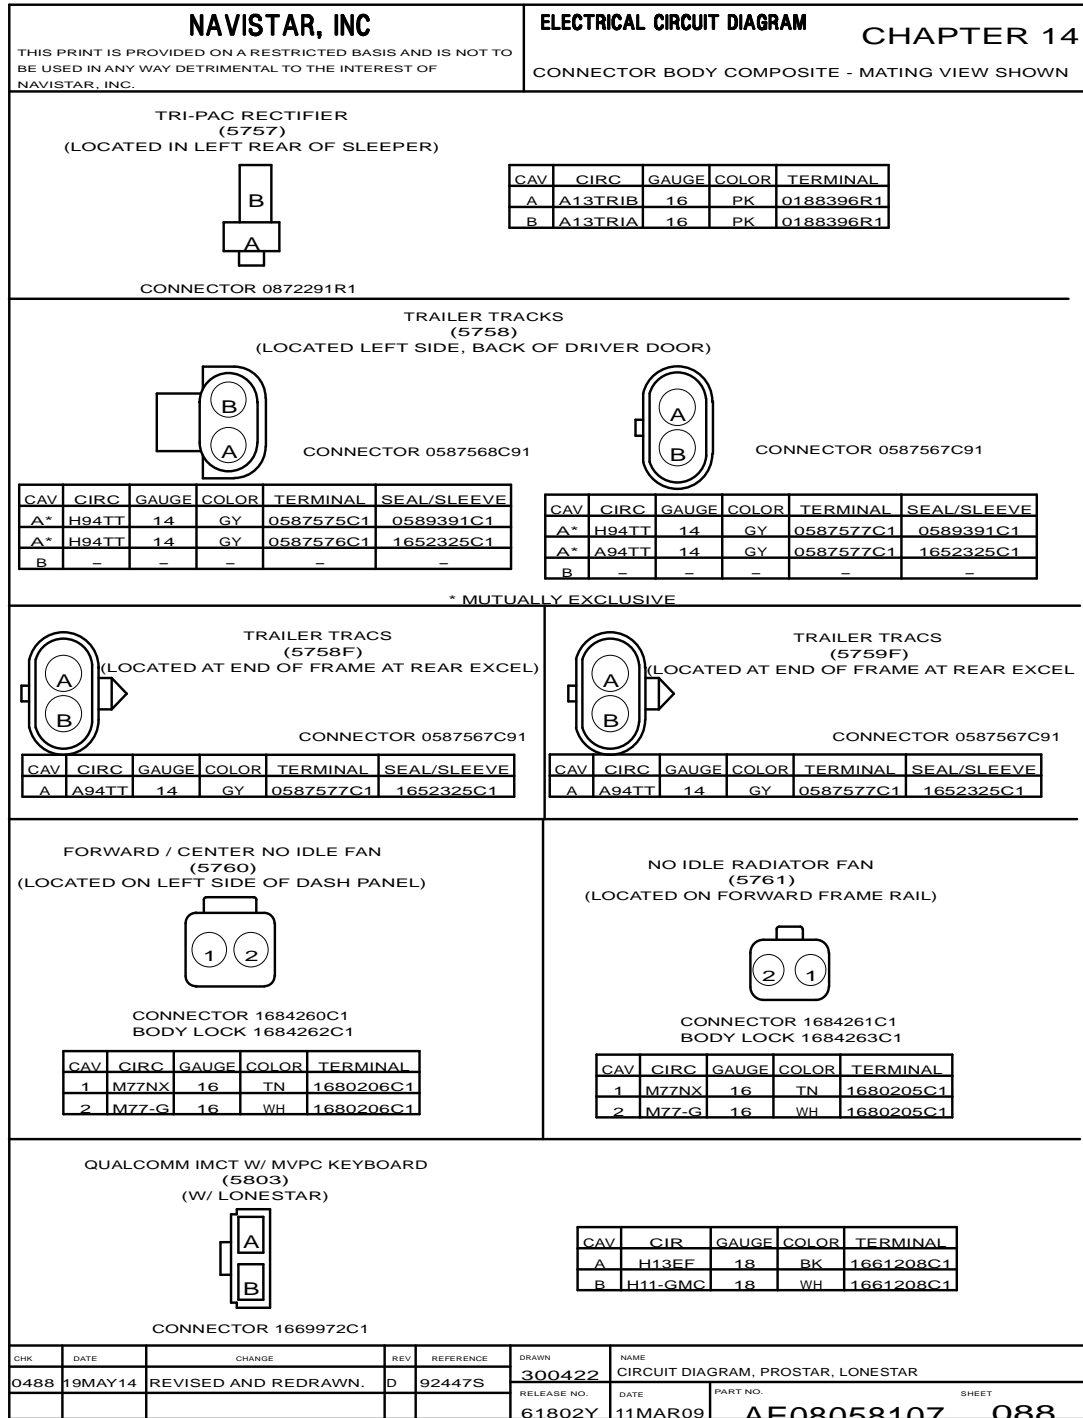 NAVISTAR, INC
THIS PRINT IS PROVIDED ON A RESTRICTED BASIS AND IS NOT TO
BE USED IN ANY WAY DETRIMENTAL TO THE INTEREST OF
NAVISTAR, INC.
ELECTRICAL CIRCUIT DIAGRAM
CHAPTER 14
CONNECTOR BODY COMPOSITE - MATING VIEW SHOWN
TRI-PAC RECTIFIER
(5757)
(LOCATED IN LEFT REAR OF SLEEPER)
B
A
CONNECTOR 0872291R1
CAV CIRC GAUGE COLOR TERMINAL
A A13TRIB 16 PK 0188396R1
B A13TRIA 16 PK 0188396R1
TRAILER TRACKS
(5758)
(LOCATED LEFT SIDE, BACK OF DRIVER DOOR)
B
A
CONNECTOR 0587568C91
CAV CIRC GAUGE COLOR TERMINAL SEAL/SLEEVE
A* H94TT 14 GY 0587575C1 0589391C1
A* H94TT 14 GY 0587576C1 1652325C1
B – – – – –
A
B
CONNECTOR 0587567C91
CAV CIRC GAUGE COLOR TERMINAL SEAL/SLEEVE
A* H94TT 14 GY 0587577C1 0589391C1
A* A94TT 14 GY 0587577C1 1652325C1
B – – – – –
* MUTUALLY EXCLUSIVE
TRAILER TRACS
(5758F)
(LOCATED AT END OF FRAME AT REAR EXCEL)
A
B
CONNECTOR 0587567C91
CAV CIRC GAUGE COLOR TERMINAL SEAL/SLEEVE
A A94TT 14 GY 0587577C1 1652325C1
TRAILER TRACS
(5759F)
(LOCATED AT END OF FRAME AT REAR EXCEL
A
B
CONNECTOR 0587567C91
CAV CIRC GAUGE COLOR TERMINAL SEAL/SLEEVE
A A94TT 14 GY 0587577C1 1652325C1
FORWARD / CENTER NO IDLE FAN
(5760)
(LOCATED ON LEFT SIDE OF DASH PANEL)
1 2
CONNECTOR 1684260C1
BODY LOCK 1684262C1
CAV CIRC GAUGE COLOR TERMINAL
1 M77NX 16 TN 1680206C1
2 M77-G 16 WH 1680206C1
NO IDLE RADIATOR FAN
(5761)
(LOCATED ON FORWARD FRAME RAIL)
2 1
CONNECTOR 1684261C1
BODY LOCK 1684263C1
CAV CIRC GAUGE COLOR TERMINAL
1 M77NX 16 TN 1680205C1
2 M77-G 16 WH 1680205C1
QUALCOMM IMCT W/ MVPC KEYBOARD
(5803)
(W/ LONESTAR)
A
B
CONNECTOR 1669972C1
CAV CIR GAUGE COLOR TERMINAL
A H13EF 18 BK 1661208C1
B H11-GMC 18 WH 1661208C1
CHK DATE CHANGE REV REFERENCE
0488 19MAY14 REVISED AND REDRAWN. D 92447S
DRAWN
300422
NAME
CIRCUIT DIAGRAM, PROSTAR, LONESTAR
RELEASE NO.
61802Y
DATE
11MAR09
PART NO.
AE08058107
SHEET
088